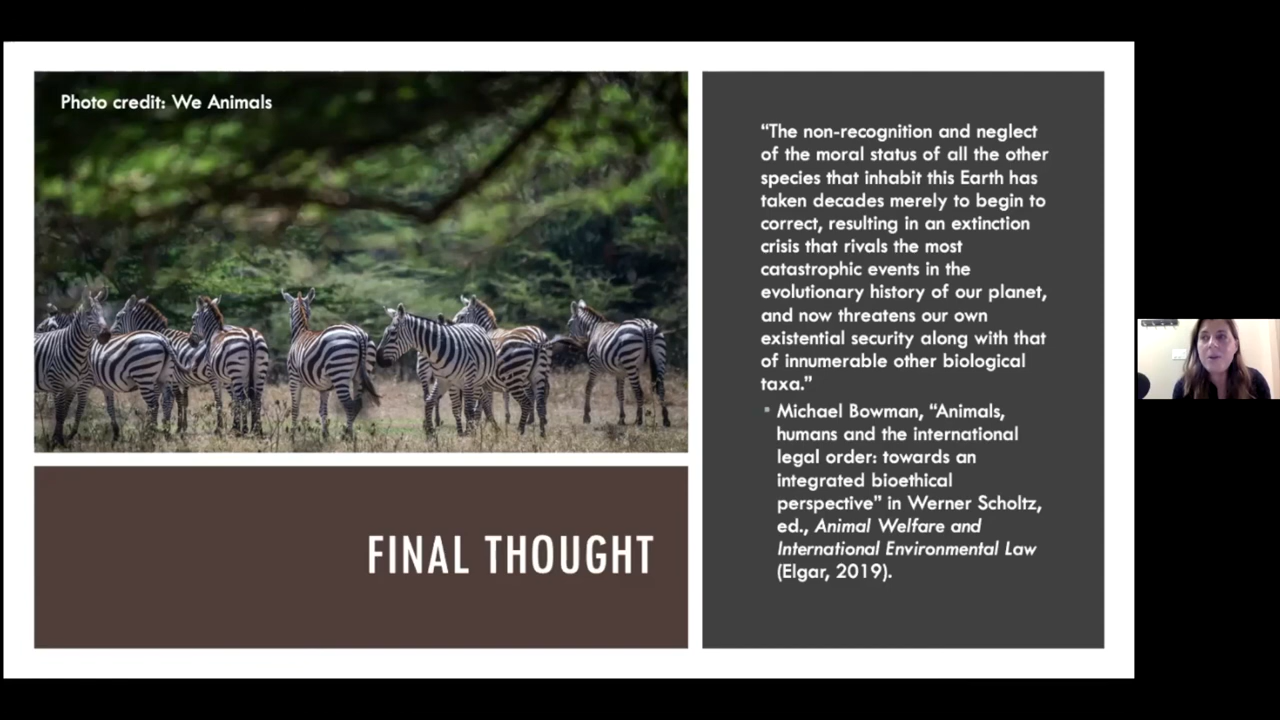 Photo credit: We Animals
“The non-recognition and neglect
of the moral status of all the other
species that inhabit this Earth has
taken decades merely to begin to
correct, resulting in an extinction
crisis that rivals the most
catastrophic events in the
evolutionary history of our planet,
and now threatens our own
existential security along with that
of innumerable other biological
taxa.”
Michael Bowman, “Animals,
humans and the international
legal order: towards an
integrated bioethical
perspective” in Werner Scholtz,
ed., Animal Welfare and
International Environmental Law
(Elgar, 2019).
FINAL THOUGHT